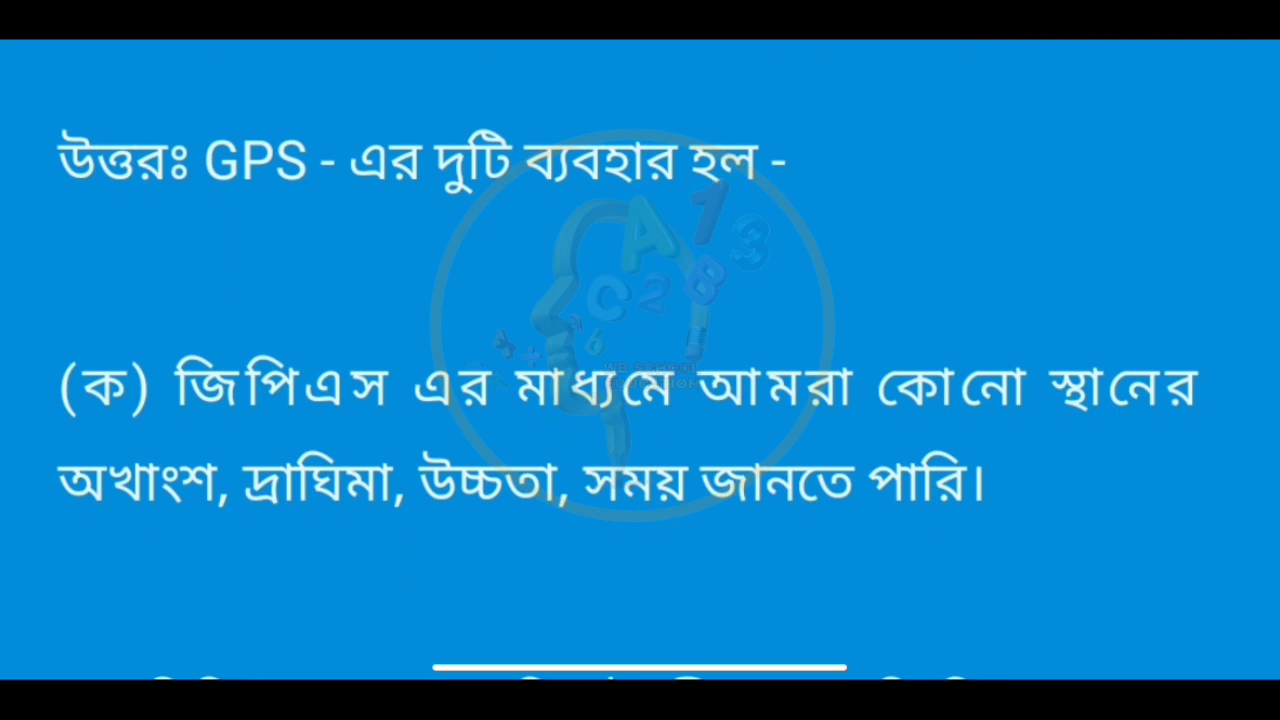 উত্তরঃ GPS - এর দুটি ব্যবহার হল -
(ক) জিপিএস এর মাধ্যমে আমরা কোনো স্থানের
অখাংশ, দ্রাঘিমা, উচ্চতা, সময় জানতে পারি।